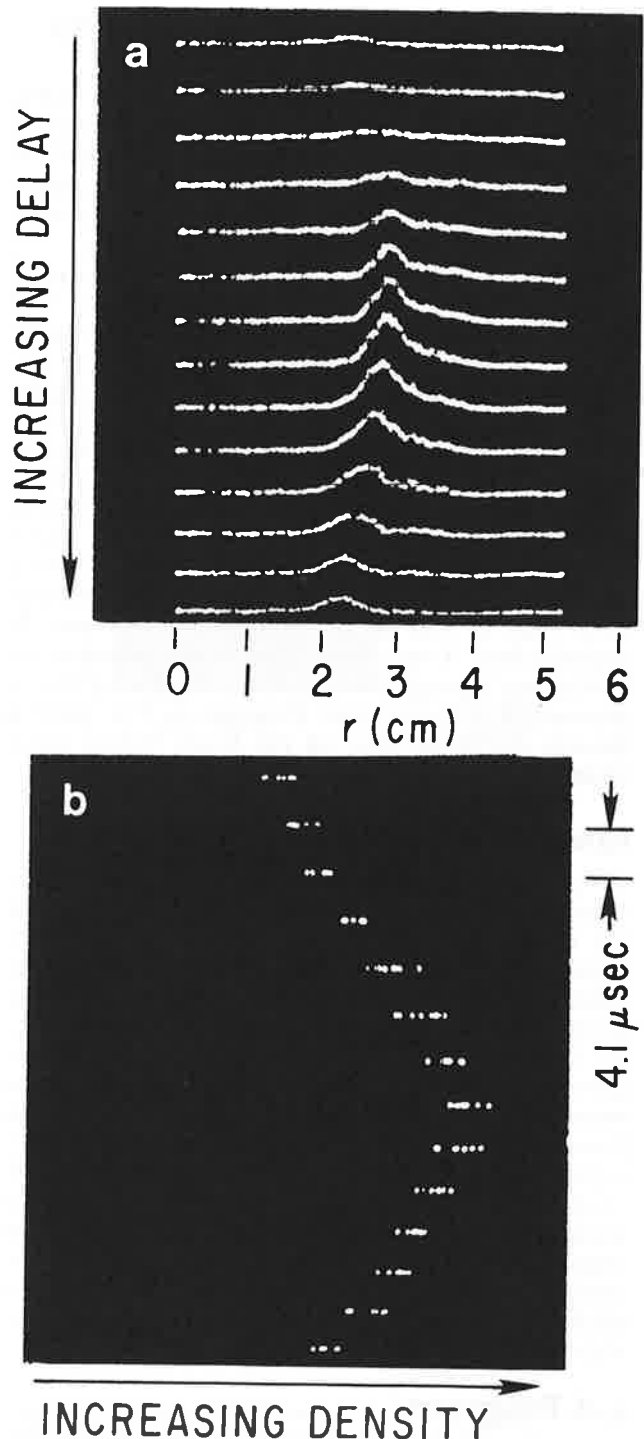 a
INCREASING DELAY
0 1 2 3 4 5 6
r (cm)
b
4.1 μsec
INCREASING DENSITY